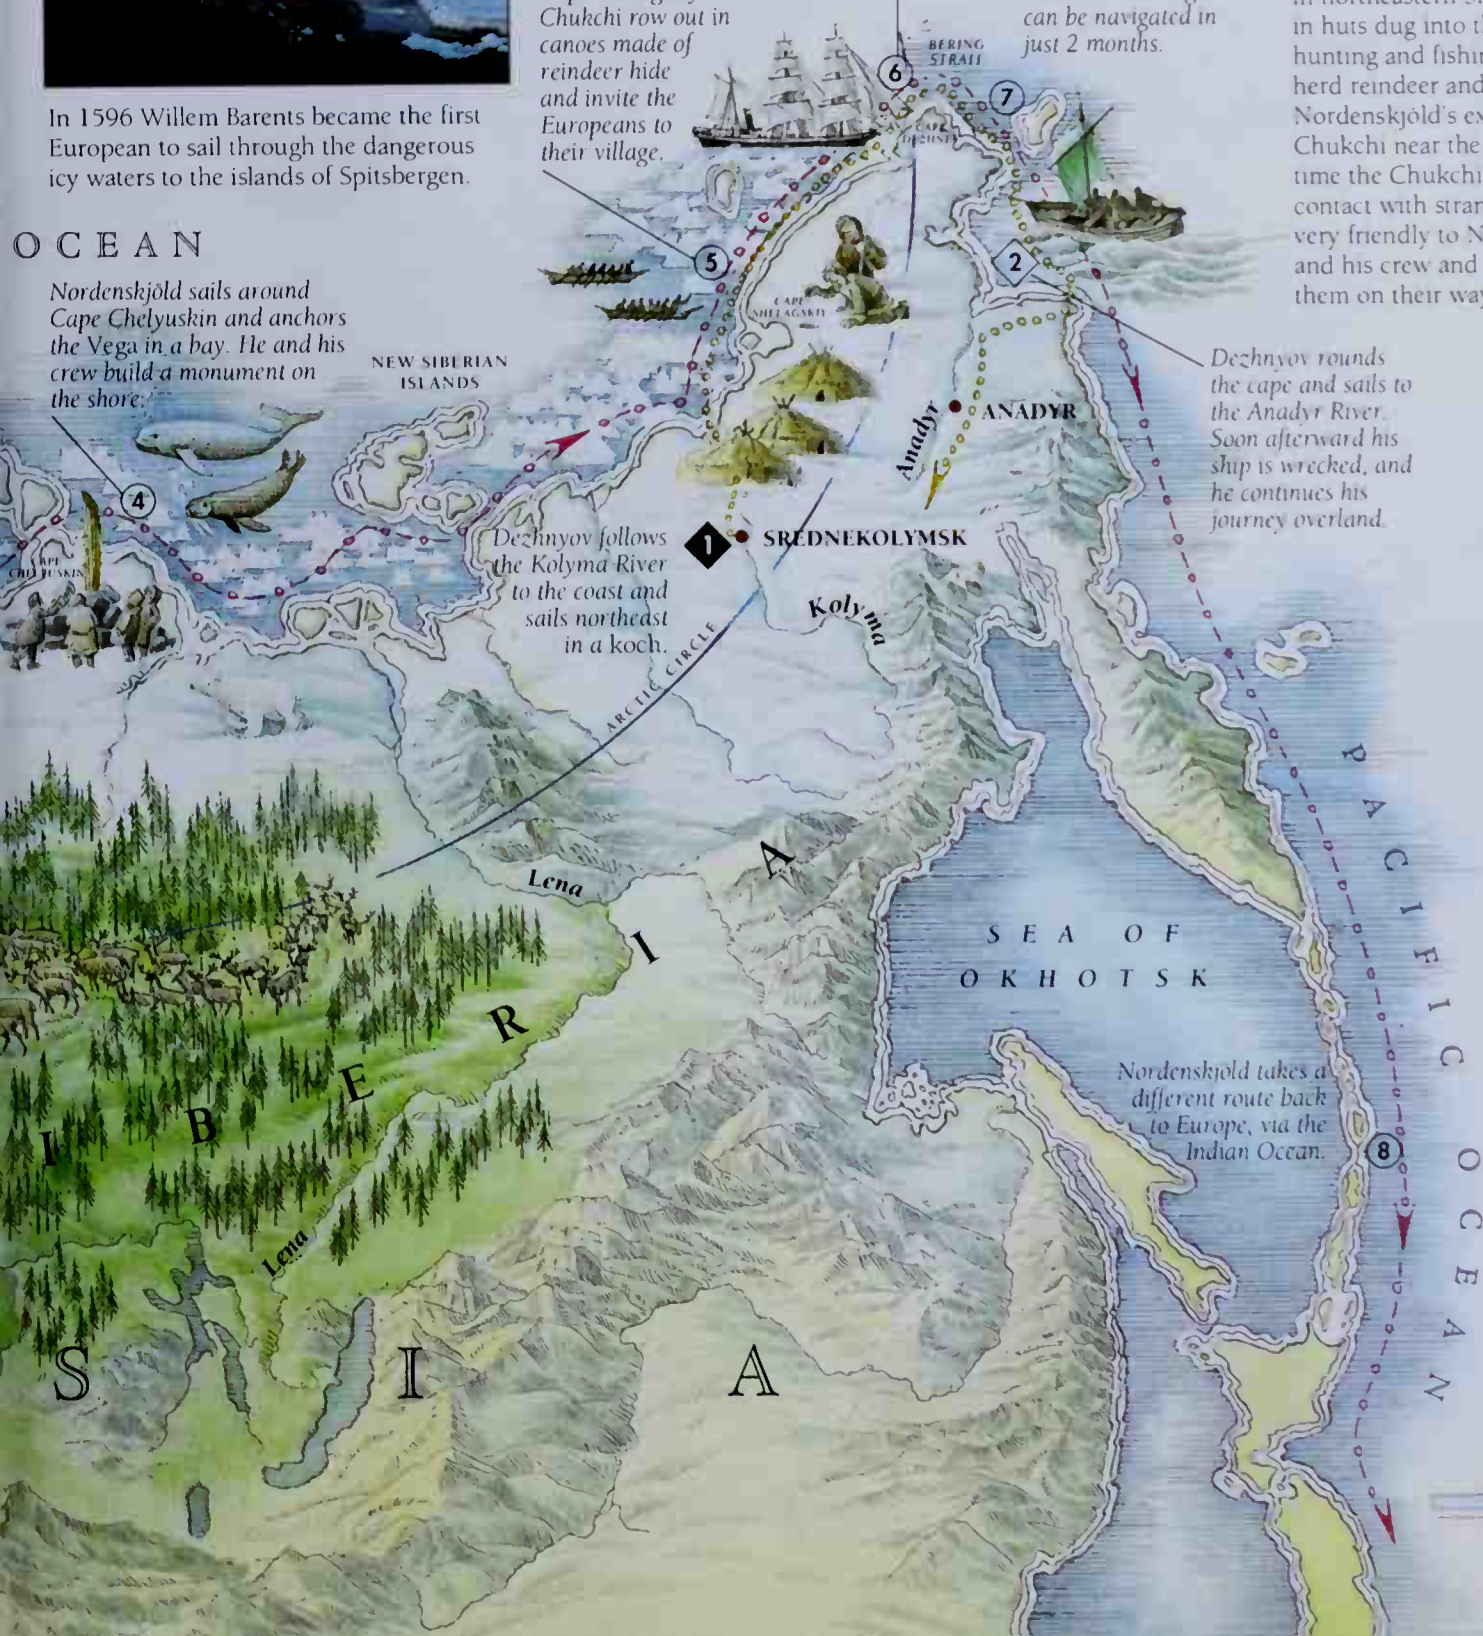 Chukchi row out in
canoes made of
reindeer hide
and invite the
Europeans to
their village.
can be navigated in
just 2 months.
in huts dug into
hunting and fishi
herd reindeer and
Nordenskjöld's ex
Chukchi near the
time the Chukchi
contact with stran
very friendly to N
and his crew and
them on their way
In 1596 Willem Barents became the first
European to sail through the dangerous
icy waters to the islands of Spitsbergen.
OCEAN
Nordenskjöld sails around
Cape Chelyuskin and anchors
the Vega in a bay. He and his
crew build a monument on
the shore.
NEW SIBERIAN
ISLANDS
BERING
STRAIT
6
7
CAPE
DEZHNEV
5
2
CAPE
SHELAGSKIY
Dezhnyov rounds
the cape and sails to
the Anadyr River.
Soon afterward his
ship is wrecked, and
he continues his
journey overland.
Anadyr
ANADYR
4
CAPE
CHELYUSKIN
Dezhnyov follows
the Kolyma River
to the coast and
sails northeast
in a koch.
1
SREDNEKOLYMSK
Kolyma
ARCTIC CIRCLE
Lena
IBERIA
SEA OF
OKHOTSK
PACIFIC OCEAN
Nordenskjöld takes a
different route back
to Europe, via the
Indian Ocean.
8
Lena
SIA